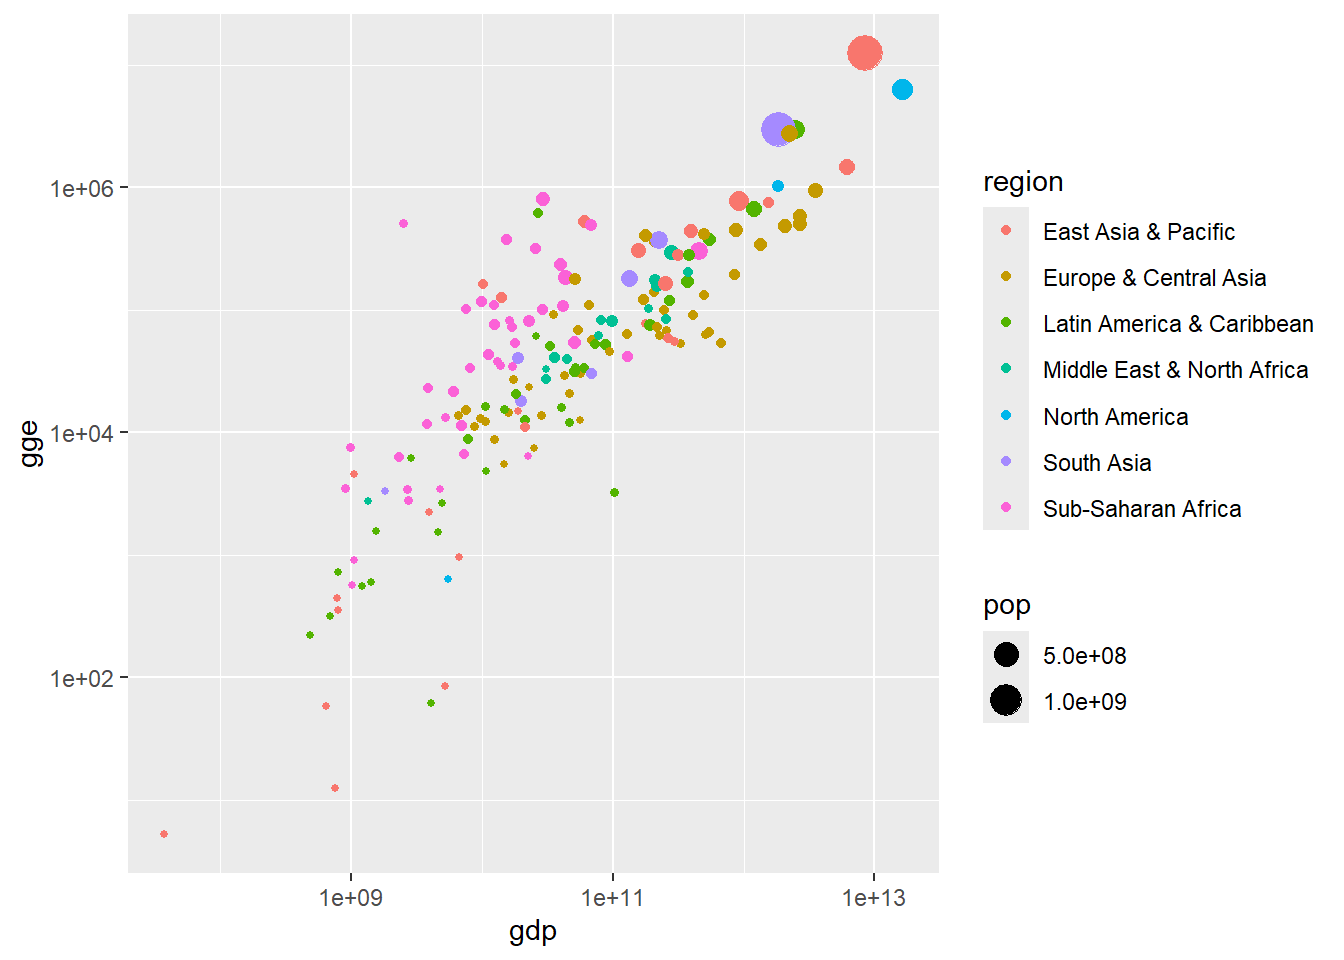 gge
1e+06
1e+04
1e+02
1e+09
1e+11
1e+13
gdp
region
East Asia & Pacific
Europe & Central Asia
Latin America & Caribbean
Middle East & North Africa
North America
South Asia
Sub-Saharan Africa
pop
5.0e+08
1.0e+09